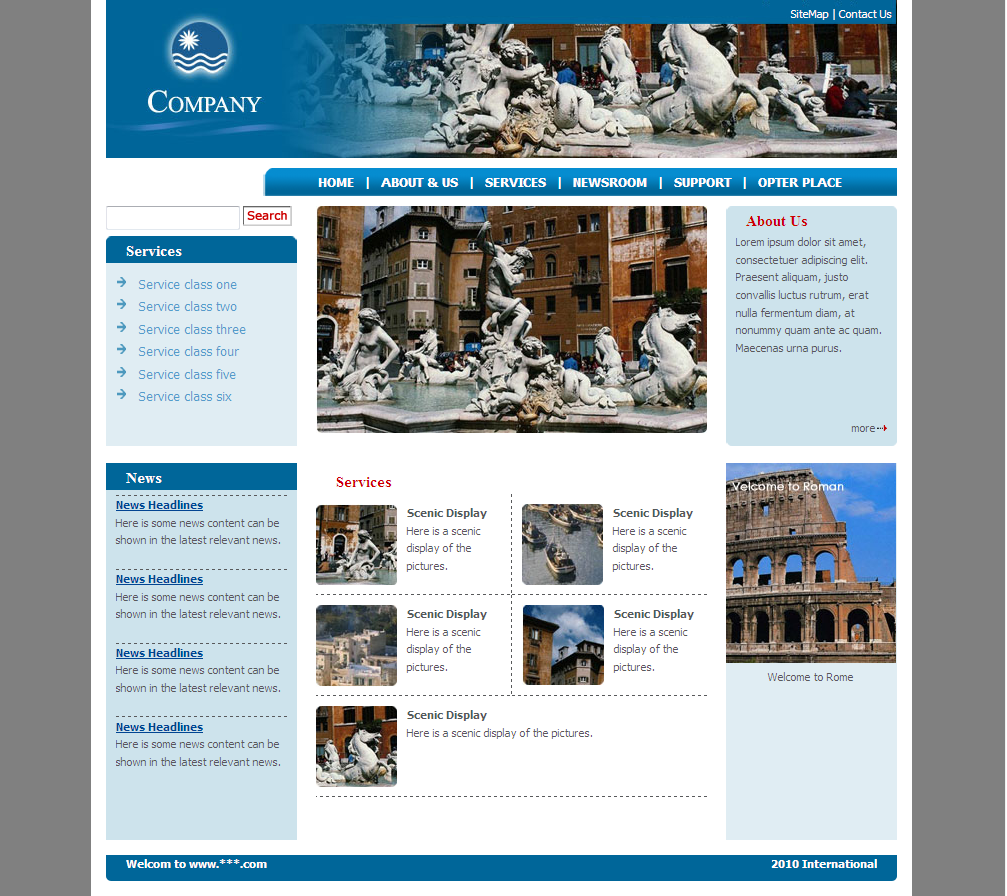 SiteMap | Contact Us
COMPANY
HOME | ABOUT & US | SERVICES | NEWSROOM | SUPPORT | OPTER PLACE
Search
Services
Service class one
Service class two
Service class three
Service class four
Service class five
Service class six
About Us
Lorem ipsum dolor sit amet,
consectetuer adipiscing elit.
Praesent aliquam, justo
convallis luctus rutrum, erat
nulla fermentum diam, at
nonummy quam ante ac quam.
Maecenas urna purus.
more
News
News Headlines
Here is some news content can be
show in the latest relevant news.
News Headlines
Here is some news content can be
shown in the latest relevant news.
News Headlines
Here is some news content can be
shown in the latest relevant news.
News Headlines
Here is some news content can be
shown in the latest relevant news.
Services
Scenic Display
Here is a scenic
display of the
pictures.
Scenic Display
Here is a scenic
display of the
pictures.
Scenic Display
Here is a scenic
display of the
pictures.
Scenic Display
Here is a scenic
display of the
pictures.
Scenic Display
Here is a scenic display of the pictures.
Velcome to Roman
Welcome to Rome
Welcom to www.***.com
2010 International